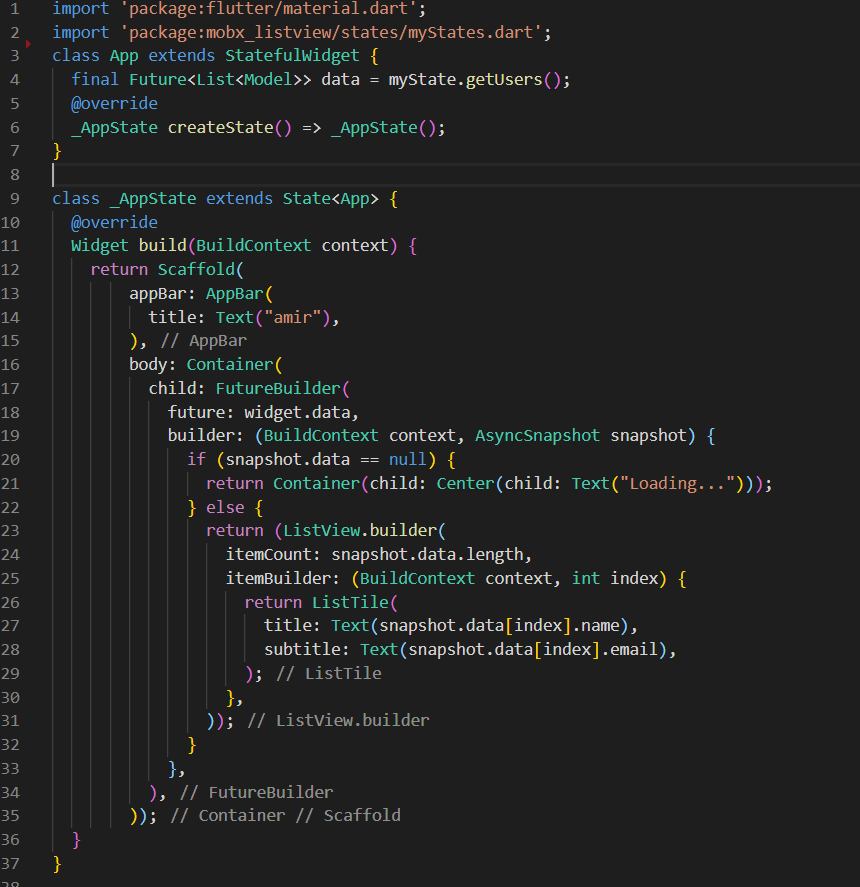 1 import 'package:flutter/material.dart';
2 import 'package:mobx_listview/states/myStates.dart';
3 class App extends StatefulWidget {
4   final Future<List<Model>> data = myState.getUsers();
5   @override
6   _AppState createState() => _AppState();
7 }
8
9 class _AppState extends State<App> {
10   @override
11   Widget build(BuildContext context) {
12     return Scaffold(
13         appBar: AppBar(
14           title: Text("amir"),
15         ), // AppBar
16         body: Container(
17           child: FutureBuilder(
18             future: widget.data,
19             builder: (BuildContext context, AsyncSnapshot snapshot) {
20               if (snapshot.data == null) {
21                 return Container(child: Center(child: Text("Loading...")));
22               } else {
23                 return (ListView.builder(
24                   itemCount: snapshot.data.length,
25                   itemBuilder: (BuildContext context, int index) {
26                     return ListTile(
27                       title: Text(snapshot.data[index].name),
28                       subtitle: Text(snapshot.data[index].email),
29                     ); // ListTile
30                   },
31                 )); // ListView.builder
32               }
33             },
34           ), // FutureBuilder
35         )); // Container // Scaffold
36   }
37 }
38